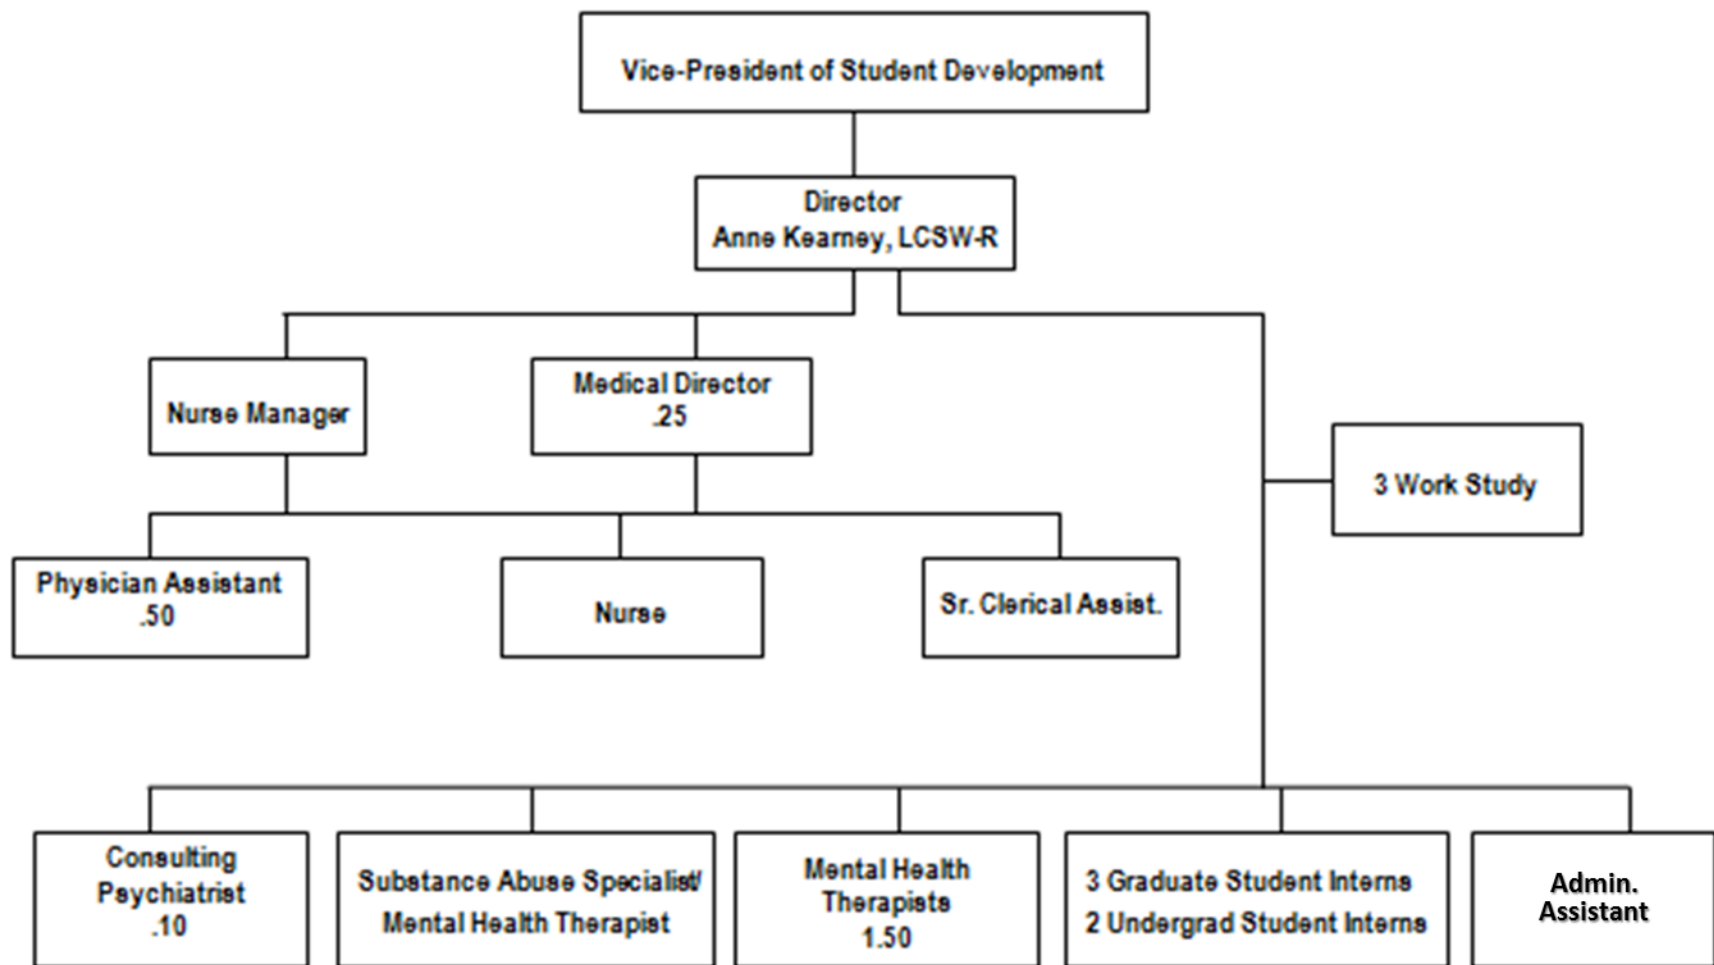 Vice-President of Student Development
Director
Anne Kearney, LCSW-R
Nurse Manager
Medical Director
.25
3 Work Study
Physician Assistant
.50
Nurse
Sr. Clerical Assist.
Consulting
Psychiatrist
.10
Substance Abuse Specialist/
Mental Health Therapist
Mental Health
Therapists
1.50
3 Graduate Student Interns
2 Undergrad Student Interns
Admin.
Assistant